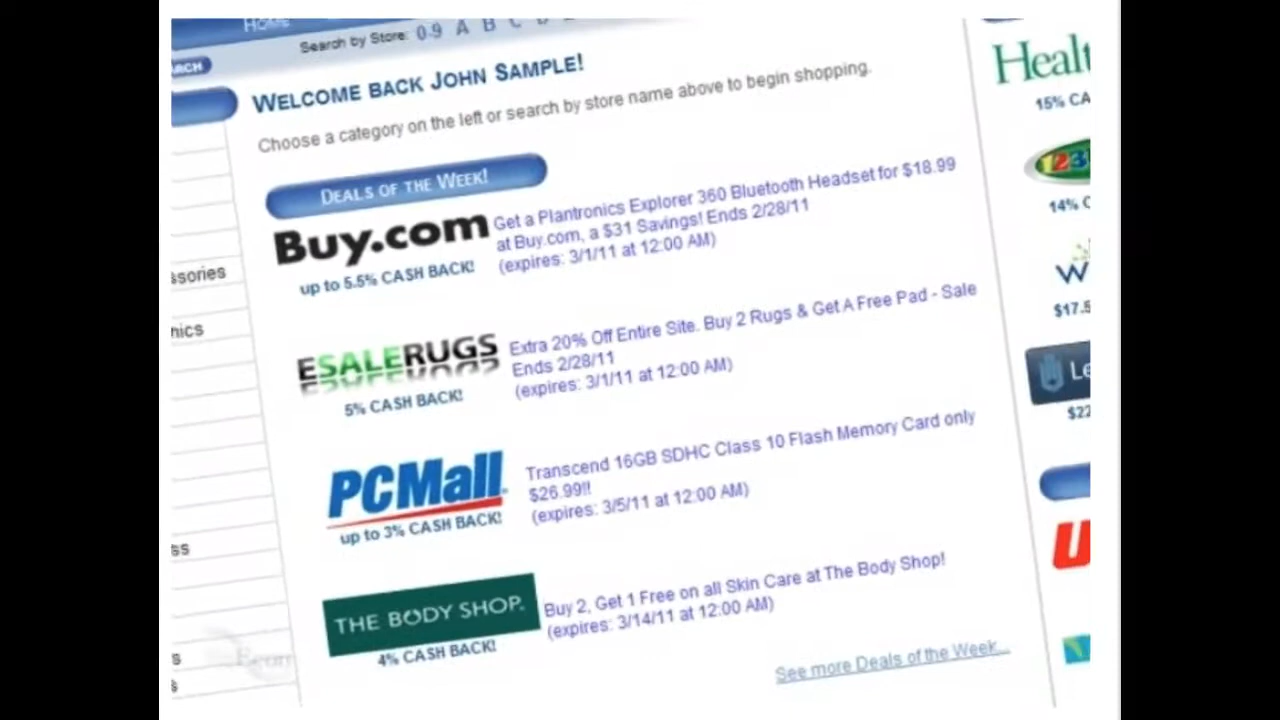 HOME
Search by Store: 0-9 A B C D
ARCH
WELCOME BACK JOHN SAMPLE!
Choose a category on the left or search by store name above to begin shopping.
DEALS OF THE WEEK!
Buy.com
up to 5.5% CASH BACK!
Get a Plantronics Explorer 360 Bluetooth Headset for $18.99
at Buy.com, a $31 Savings! Ends 2/28/11
(expires: 3/1/11 at 12:00 AM)
ESALERUGS
5% CASH BACK!
Extra 20% Off Entire Site. Buy 2 Rugs & Get A Free Pad - Sale
Ends 2/28/11
(expires: 3/1/11 at 12:00 AM)
PCMall
up to 3% CASH BACK!
Transcend 16GB SDHC Class 10 Flash Memory Card only
$26.99!!
(expires: 3/5/11 at 12:00 AM)
THE BODY SHOP.
4% CASH BACK!
Buy 2, Get 1 Free on all Skin Care at The Body Shop!
(expires: 3/14/11 at 12:00 AM)
See more Deals of the Week...
ssories
nics
ss
s
s
Healt
15% CA
123
14% C
W
$17.5
Le
$22
U